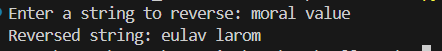 Enter a string to reverse: moral value
Reversed string: eulav larom